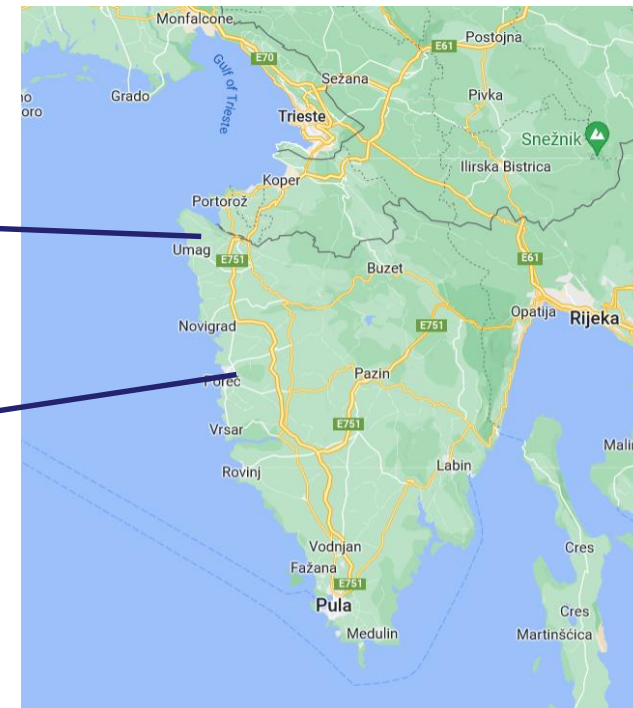 Monfalcone
E61
Postojna
E70
Gulf of Trieste
Sežana
Grado
oro
Trieste
Pivka
Snežnik
Ilirska Bistrica
Koper
Portorož
Umag
E751
E61
Buzet
Novigrad
E751
Opatija
Rijeka
Poreč
Pazin
Vrsar
E751
Rovinj
Labin
Mali
Vodnjan
Fažana
E751
Cres
Pula
Medulin
Cres
Martinšćica